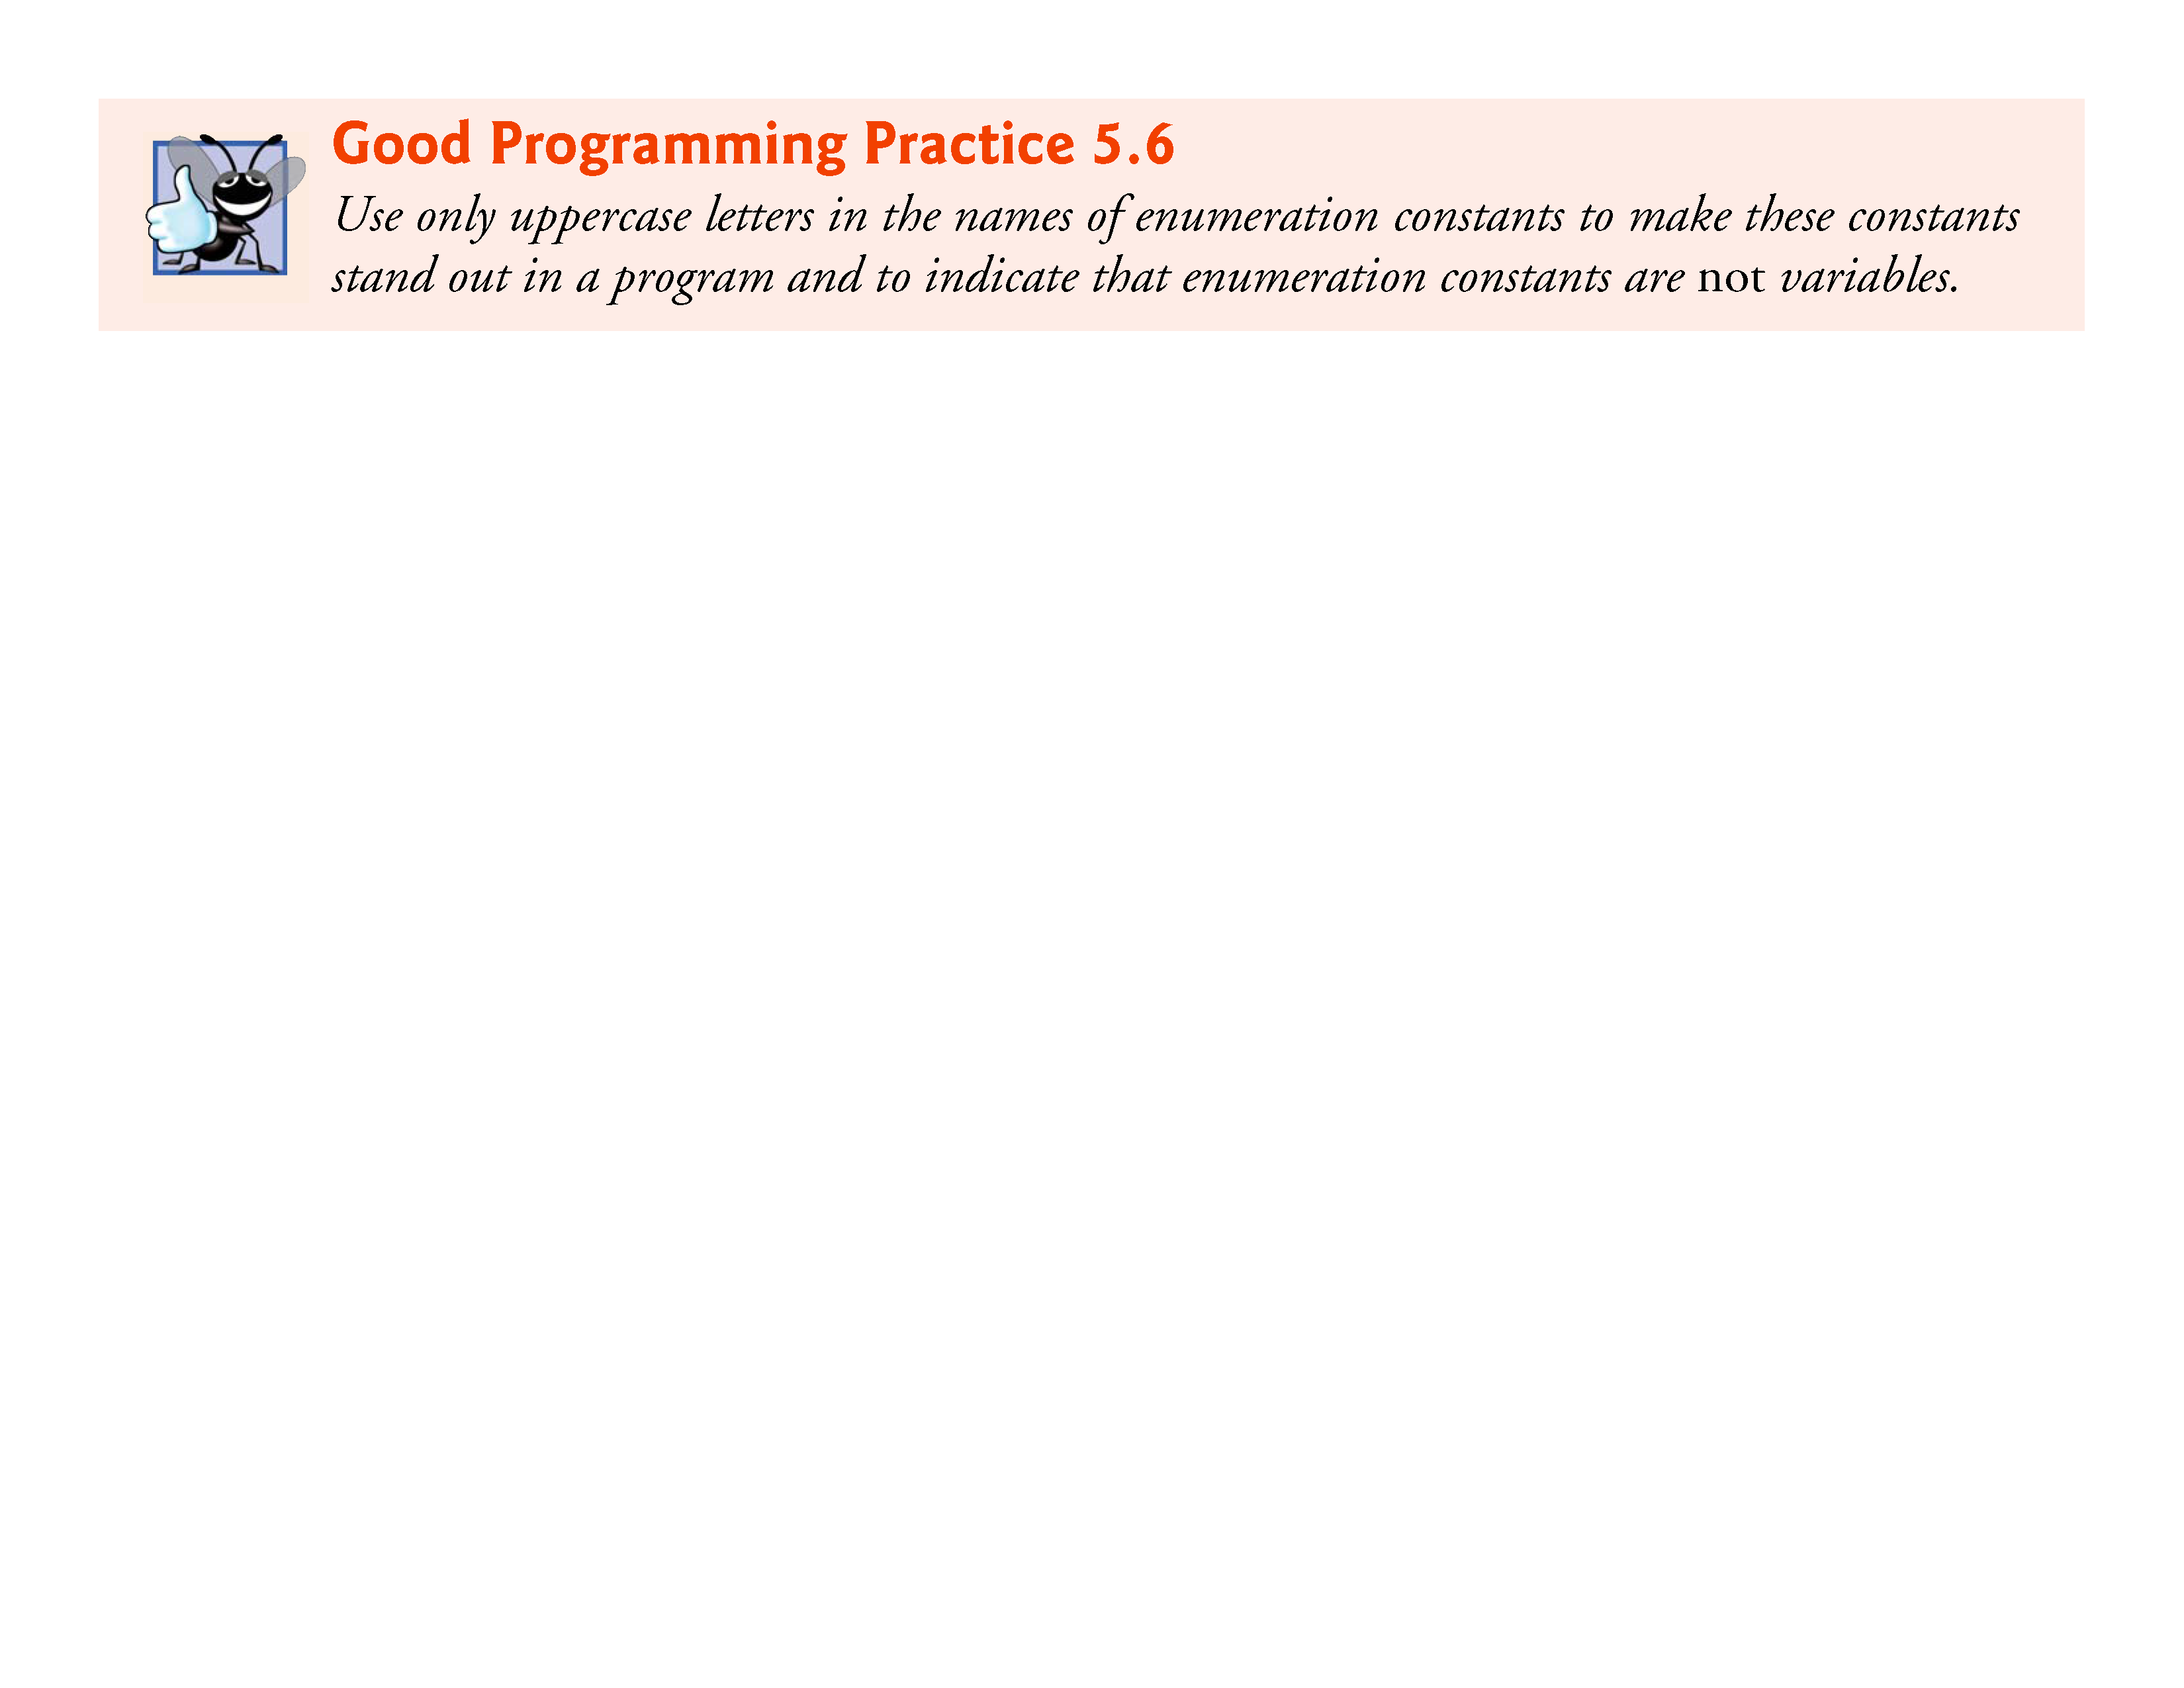 Good Programming Practice 5.6
Use only uppercase letters in the names of enumeration constants to make these constants
stand out in a program and to indicate that enumeration constants are not variables.